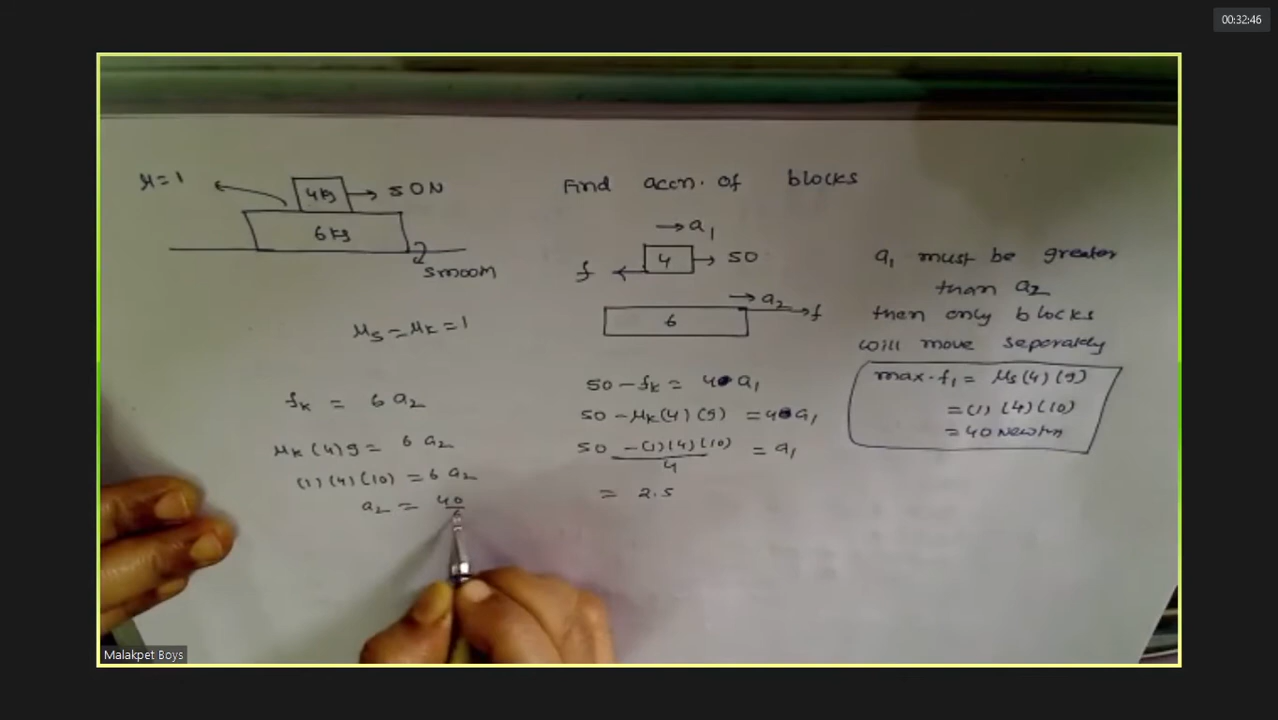 00:32:46
μ=1
4kg → 50N
6kg
smooth
μs = μk = 1
fk = 6 a2
μk (4) g = 6 a2
(1) (4) (10) = 6 a2
a2 = 40/6
Find accn. of blocks
→ a1
f ← 4 → 50
→ a2
6 → f
50 - fk = 4 a1
50 - μk (4) (g) = 4 a1
50 - (1) (4) (10) / 4 = a1
= 2.5
a1 must be greater
than a2
then only blocks
will move separately
max. f1 = μs (4) (g)
= (1) (4) (10)
= 40 Newton
Malakpet Boys